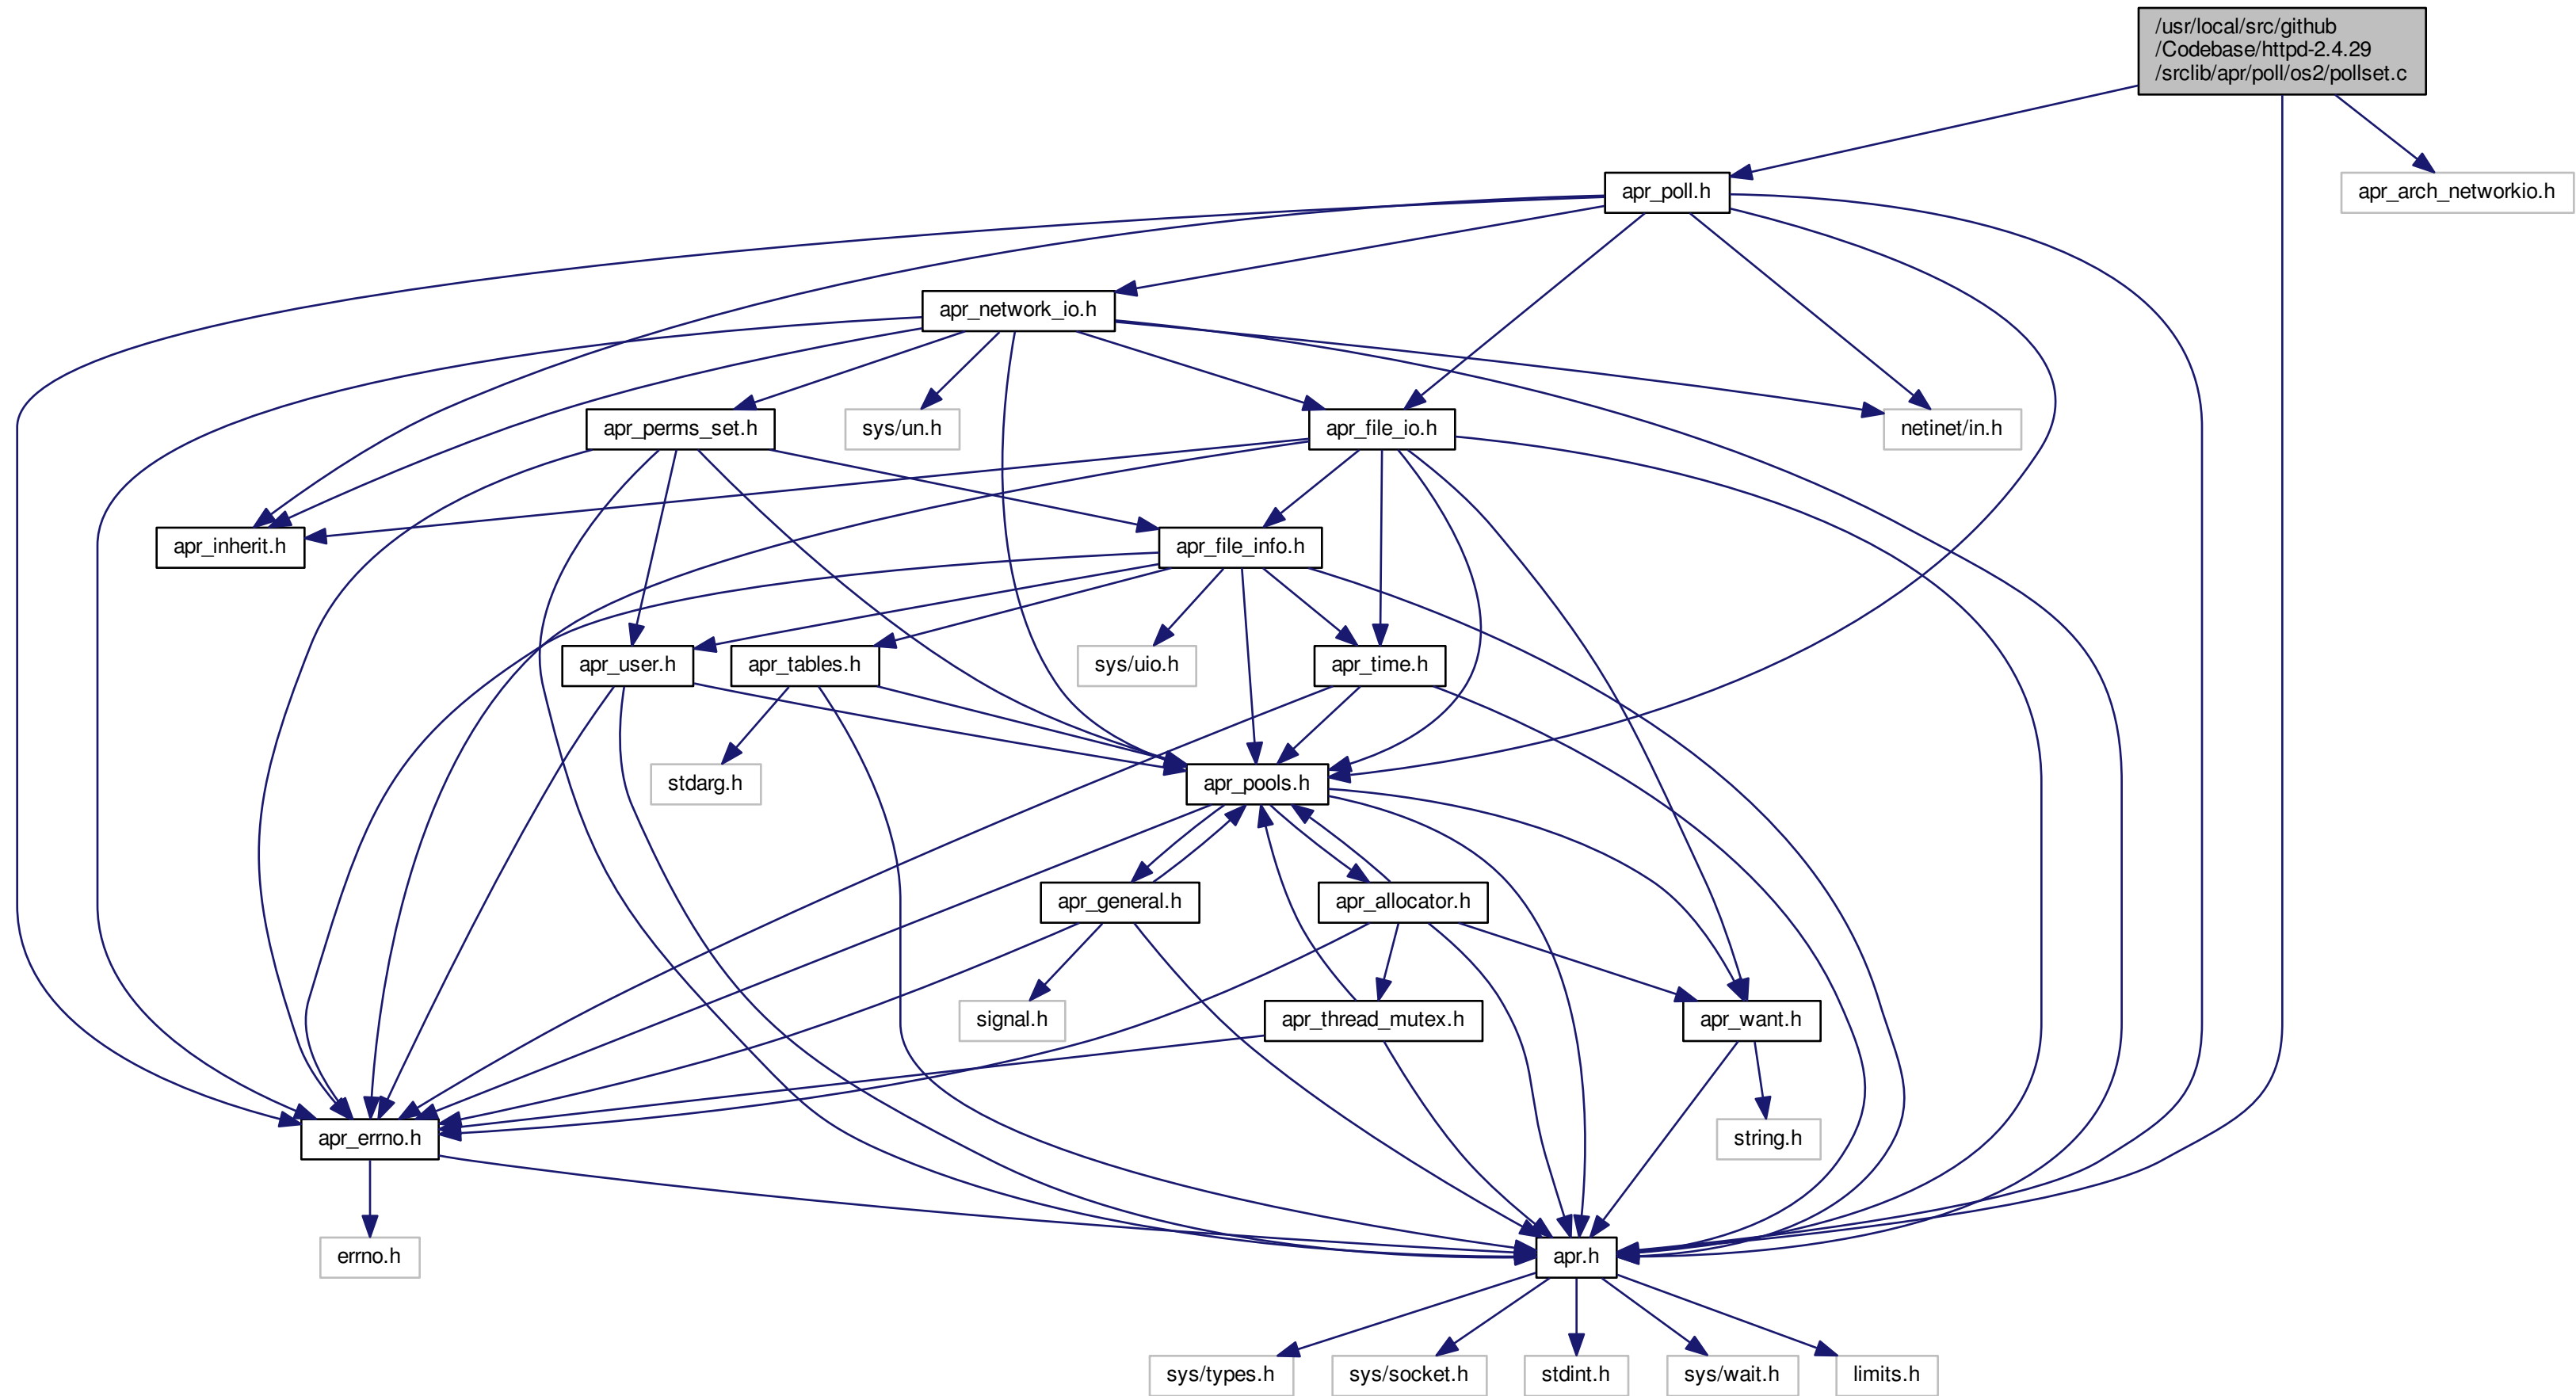 /usr/local/src/github
/Codebase/httpd-2.4.29
/srclib/apr/poll/os2/pollset.c
apr_poll.h
apr_arch_networkio.h
apr_network_io.h
apr_perms_set.h
sys/un.h
apr_file_io.h
netinet/in.h
apr_inherit.h
apr_file_info.h
apr_user.h
apr_tables.h
sys/uio.h
apr_time.h
stdarg.h
apr_pools.h
apr_general.h
apr_allocator.h
signal.h
apr_thread_mutex.h
apr_want.h
apr_errno.h
string.h
errno.h
apr.h
sys/types.h
sys/socket.h
stdint.h
sys/wait.h
limits.h